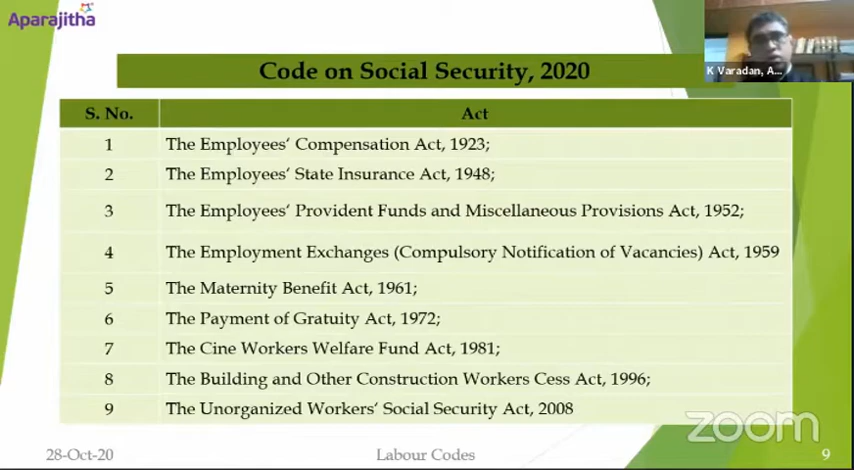 Aparajitha
K Varadan, A...
Code on Social Security, 2020
S. No. Act
1 The Employees‘ Compensation Act, 1923;
2 The Employees‘ State Insurance Act, 1948;
3 The Employees‘ Provident Funds and Miscellaneous Provisions Act, 1952;
4 The Employment Exchanges (Compulsory Notification of Vacancies) Act, 1959
5 The Maternity Benefit Act, 1961;
6 The Payment of Gratuity Act, 1972;
7 The Cine Workers Welfare Fund Act, 1981;
8 The Building and Other Construction Workers Cess Act, 1996;
9 The Unorganized Workers‘ Social Security Act, 2008
zoom
28-Oct-20 Labour Codes 9